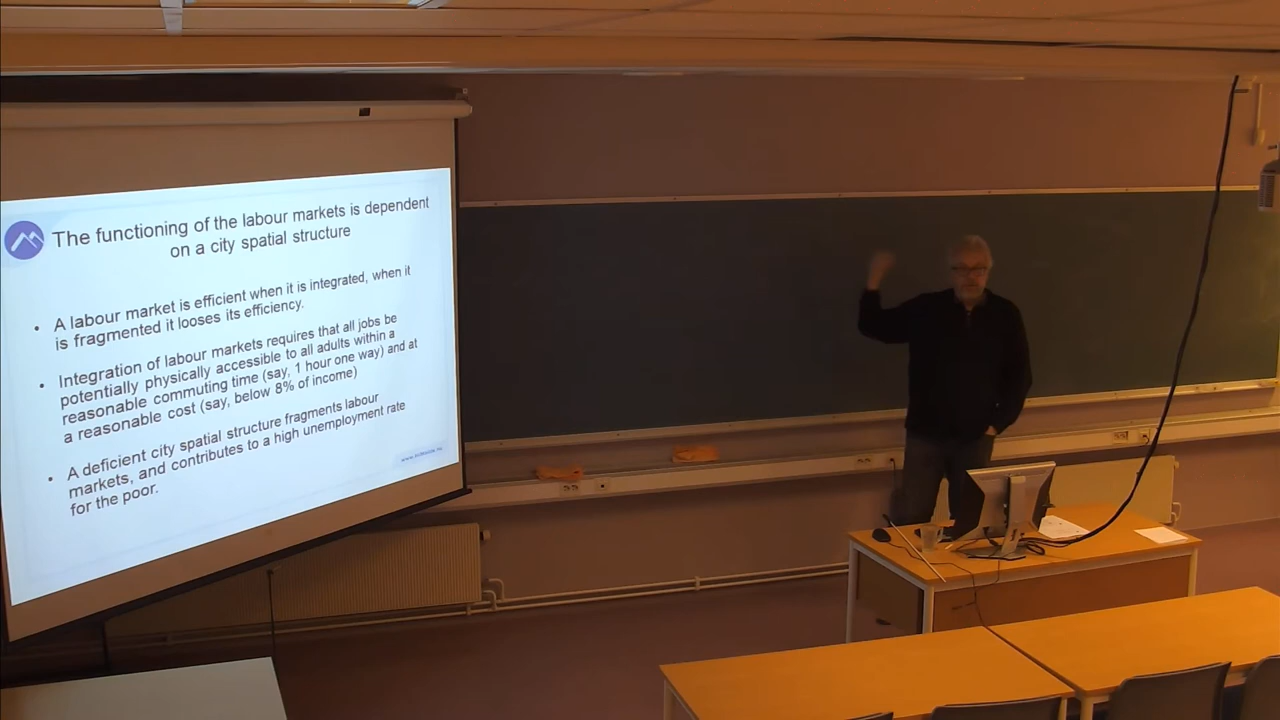 The functioning of the labour markets is dependent
on a city spatial structure
• A labour market is efficient when it is integrated, when it
is fragmented it looses its efficiency.
• Integration of labour markets requires that all jobs be
potentially physically accessible to all adults within a
reasonable commuting time (say, 1 hour one way) and at
a reasonable cost (say, below 8% of income)
• A deficient city spatial structure fragments labour
markets, and contributes to a high unemployment rate
for the poor.